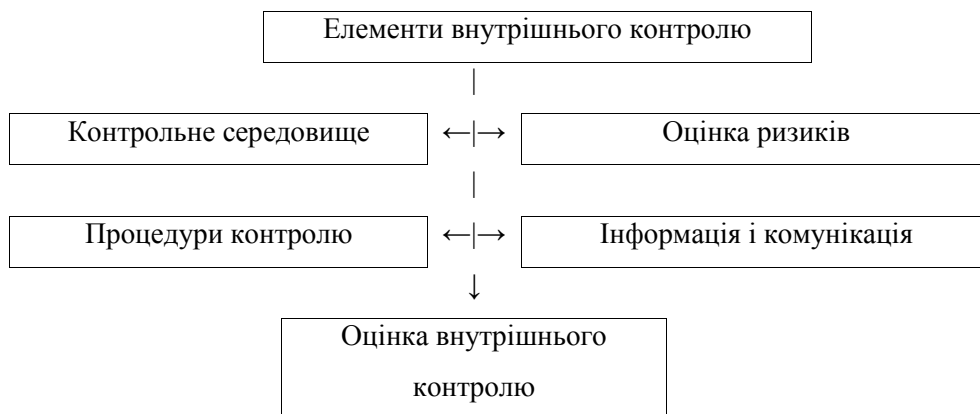 Елементи внутрішнього контролю
|
Контрольне середовище ←|→ Оцінка ризиків
|
Процедури контролю ←|→ Інформація і комунікація
↓
Оцінка внутрішнього
контролю